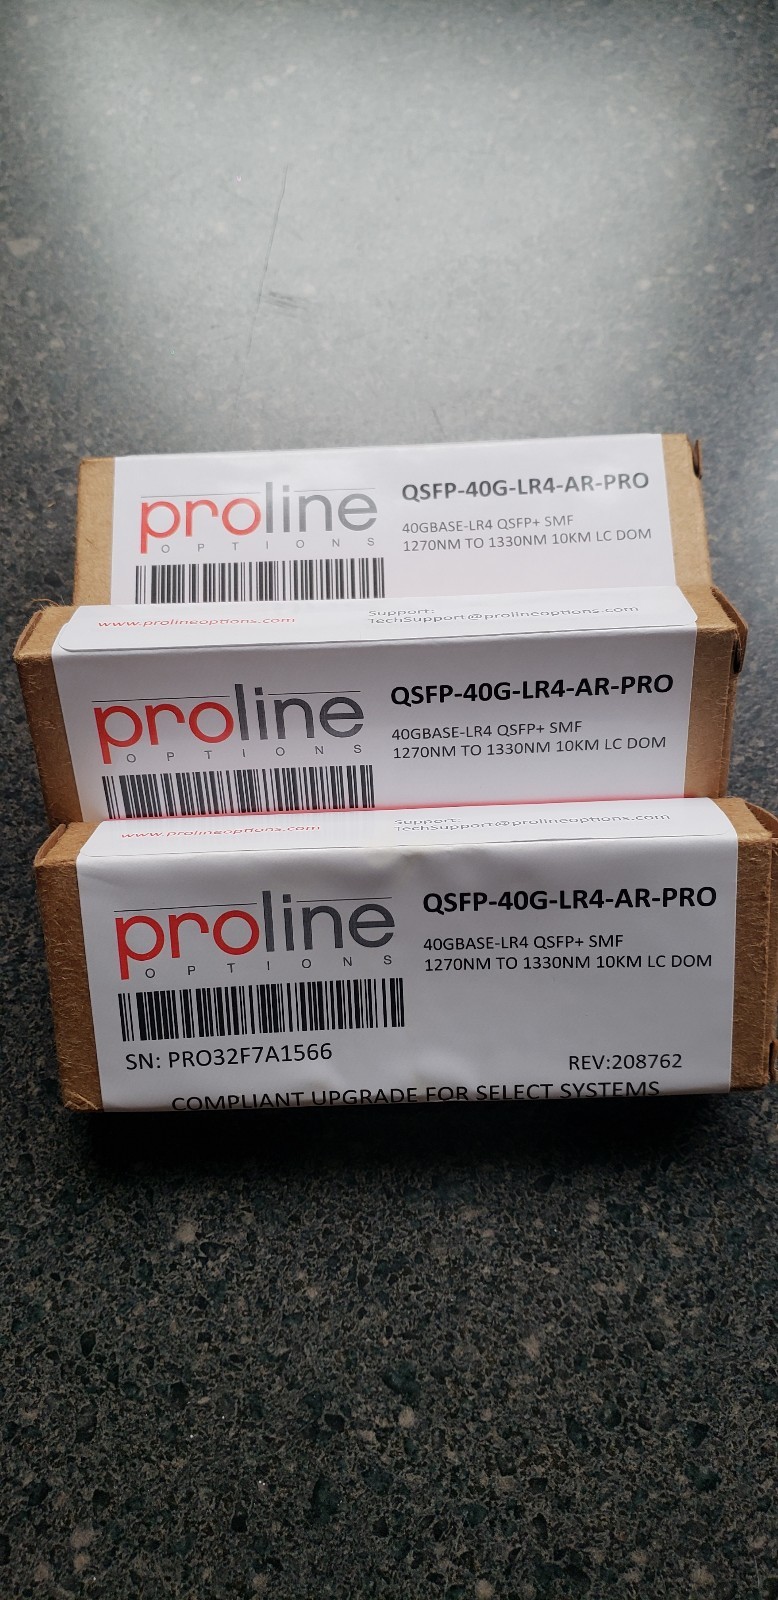 proline
OPTIONS
QSFP-40G-LR4-AR-PRO
40GBASE-LR4 QSFP+ SMF
1270NM TO 1330NM 10KM LC DOM
www.prolineoptions.com
Support:
TechSupport@prolineoptions.com
proline
OPTIONS
QSFP-40G-LR4-AR-PRO
40GBASE-LR4 QSFP+ SMF
1270NM TO 1330NM 10KM LC DOM
www.prolineoptions.com
Support:
TechSupport@prolineoptions.com
proline
OPTIONS
QSFP-40G-LR4-AR-PRO
40GBASE-LR4 QSFP+ SMF
1270NM TO 1330NM 10KM LC DOM
SN: PRO32F7A1566
REV:208762
COMPLIANT UPGRADE FOR SELECT SYSTEMS